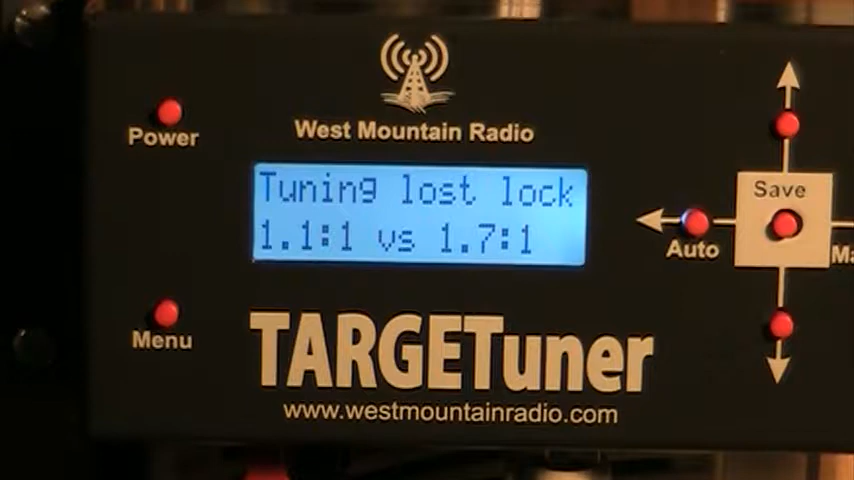 Power
West Mountain Radio
Tuning lost lock
1.1:1 vs 1.7:1
Save
Auto
Menu
TARGETuner
www.westmountainradio.com